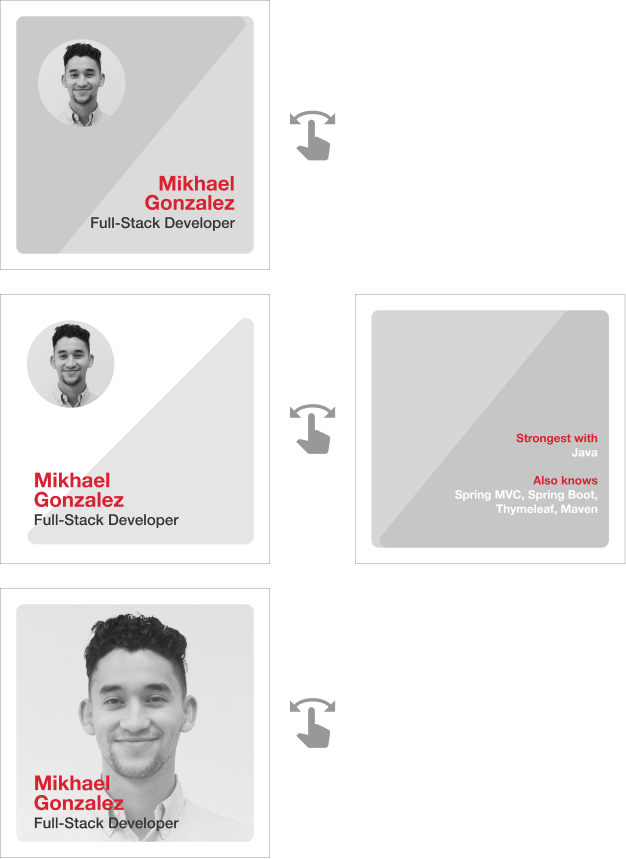 Mikhael
Gonzalez
Full-Stack Developer
Mikhael
Gonzalez
Full-Stack Developer
Strongest with
Java
Also knows
Spring MVC, Spring Boot,
Thymeleaf, Maven
Mikhael
Gonzalez
Full-Stack Developer